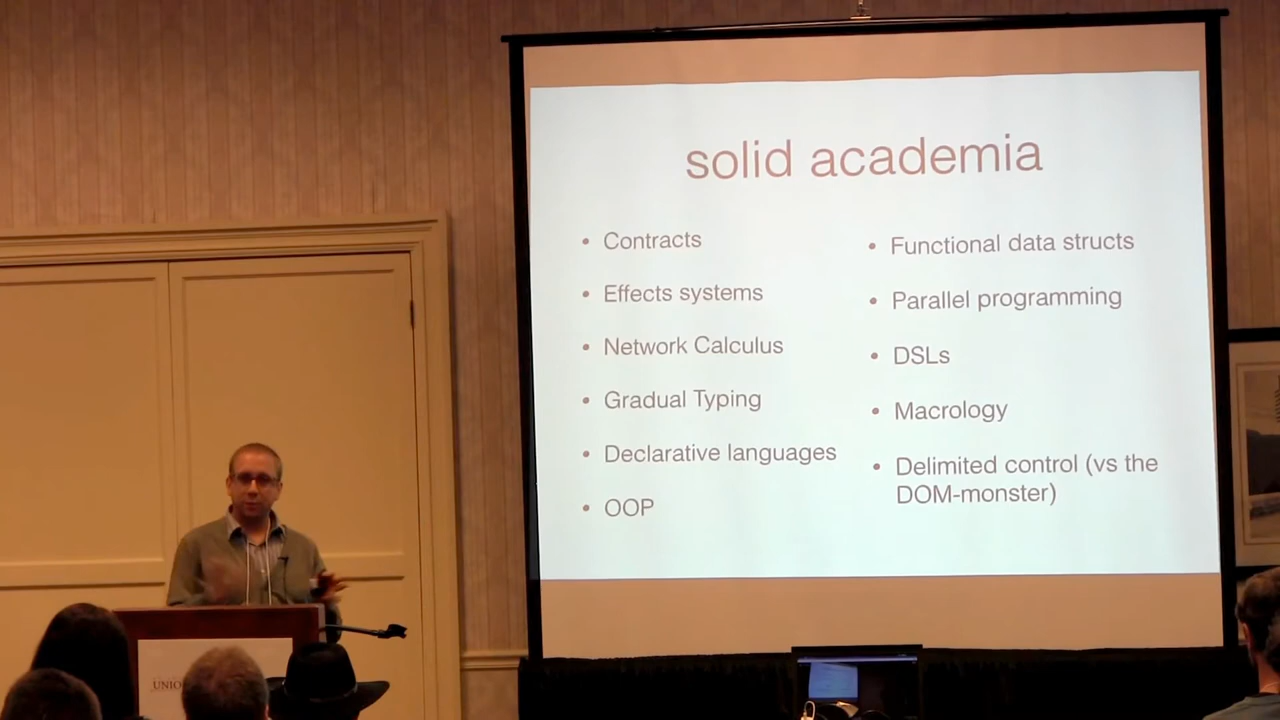 solid academia
• Contracts
• Effects systems
• Network Calculus
• Gradual Typing
• Declarative languages
• OOP
• Functional data structs
• Parallel programming
• DSLs
• Macrology
• Delimited control (vs the
DOM-monster)
UNIO